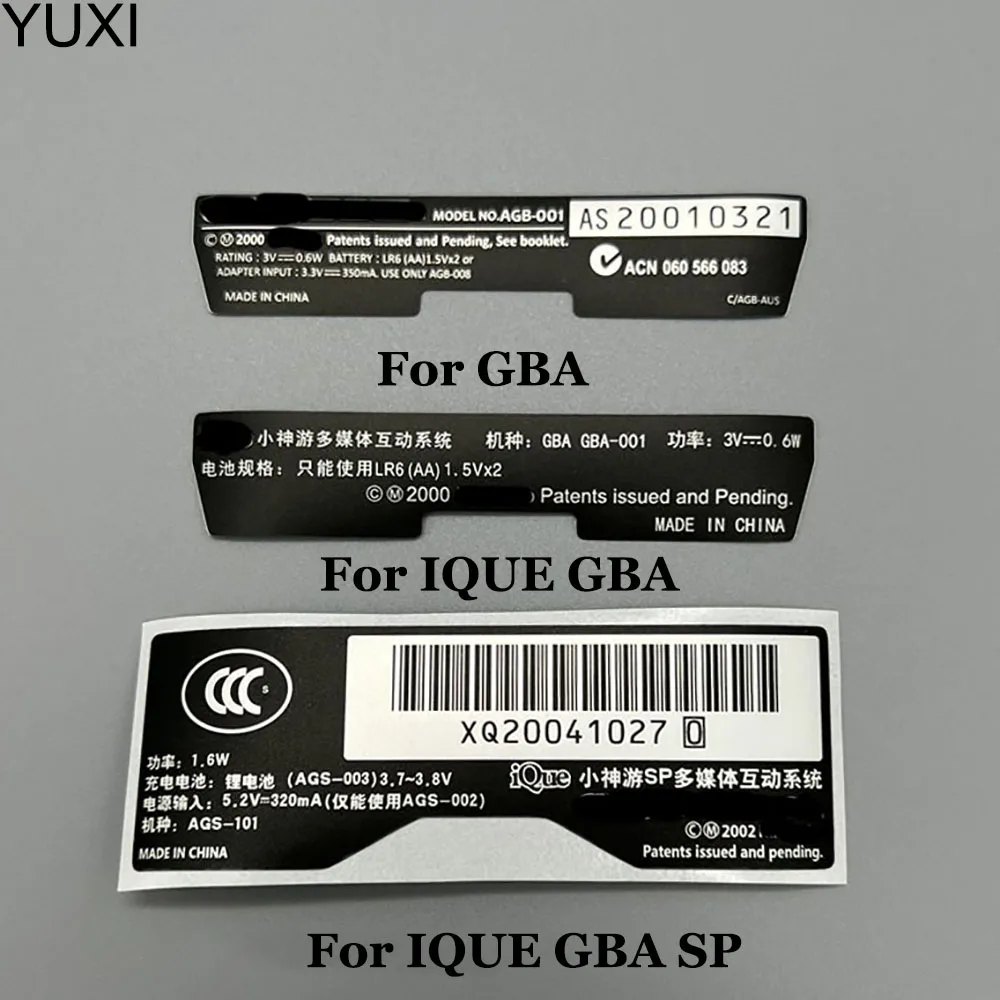 YUXI
MODEL NO.AGB-001 AS20010321
©Ⓜ2000 Patents issued and Pending, See booklet.
RATING : 3V⎓0.6W BATTERY : LR6 (AA)1.5Vx2 or
ADAPTER INPUT : 3.3V⎓350mA. USE ONLY AGB-008
ACN 060 566 083
MADE IN CHINA C/AGB-AUS
For GBA
小神游多媒体互动系统 机种: GBA GBA-001 功率: 3V⎓0.6W
电池规格: 只能使用LR6 (AA) 1.5Vx2
©Ⓜ2000 Patents issued and Pending.
MADE IN CHINA
For IQUE GBA
CCC S
XQ20041027 0
功率: 1.6W
充电电池: 锂电池 (AGS-003) 3.7~3.8V
电源输入: 5.2V⎓320mA (仅能使用AGS-002)
机种: AGS-101
MADE IN CHINA
iQue 小神游SP多媒体互动系统
©Ⓜ2002
Patents issued and pending.
For IQUE GBA SP